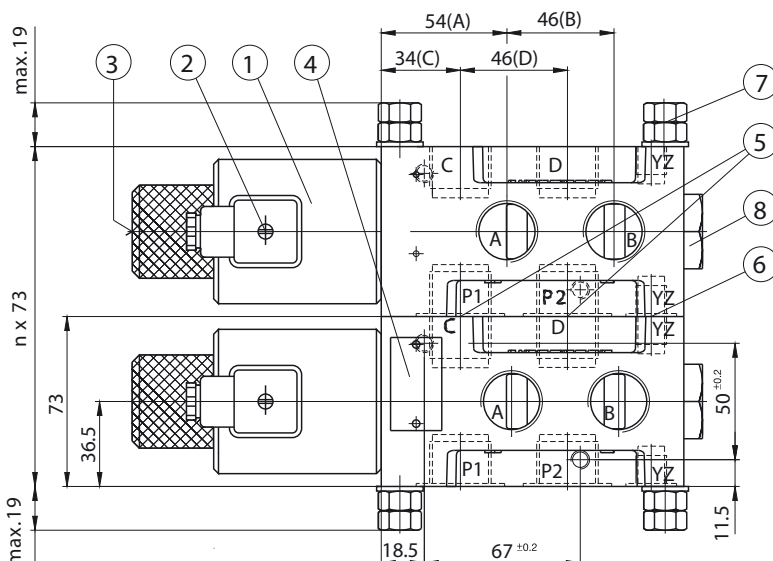 54(A) 46(B)
34(C) 46(D)
max.19
3 2 1 4 7
5
C D YZ
8
A B
6
P1 P2 YZ
C D YZ
n x 73
73
36.5
A B
50 ±0.2
P1 P2 YZ
11.5
max.19
18.5 67 ±0.2